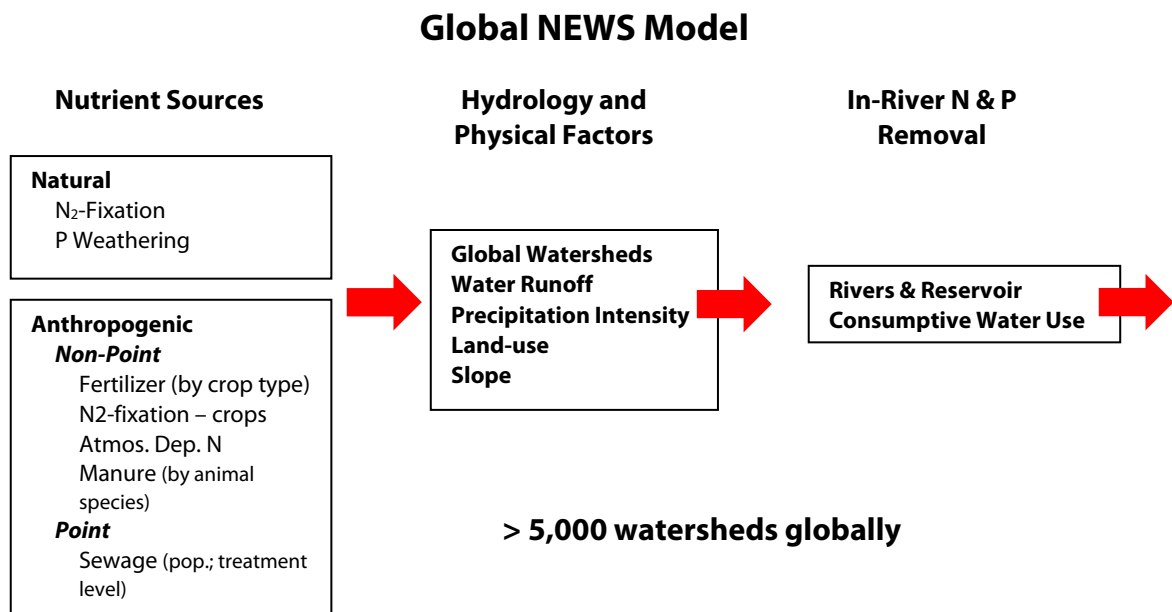 Global NEWS Model
Nutrient Sources
Natural
N₂-Fixation
P Weathering
Anthropogenic
Non-Point
Fertilizer (by crop type)
N2-fixation – crops
Atmos. Dep. N
Manure (by animal
species)
Point
Sewage (pop.; treatment
level)
Hydrology and
Physical Factors
Global Watersheds
Water Runoff
Precipitation Intensity
Land-use
Slope
In-River N & P
Removal
Rivers & Reservoir
Consumptive Water Use
> 5,000 watersheds globally